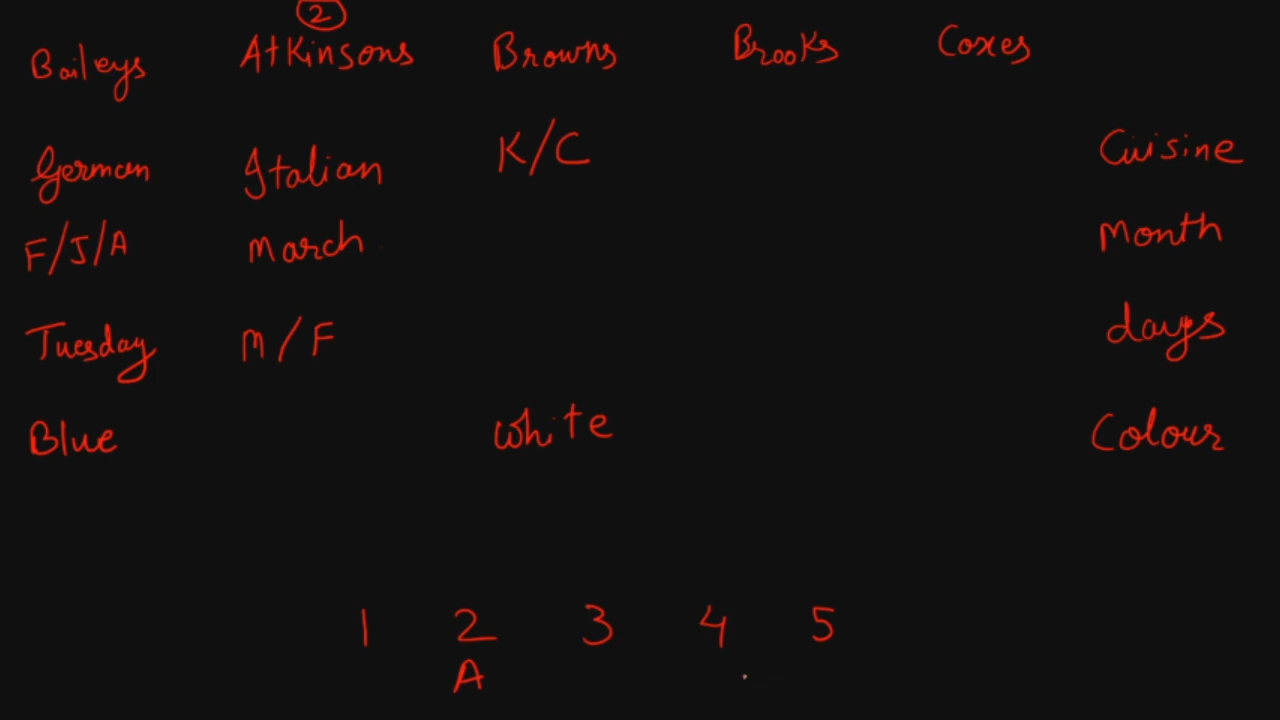 2
Baileys Atkinsons Browns Brooks Coxes
German Italian K/C Cuisine
F/J/A March Month
Tuesday M/F days
Blue White Colour
1 2 3 4 5
A